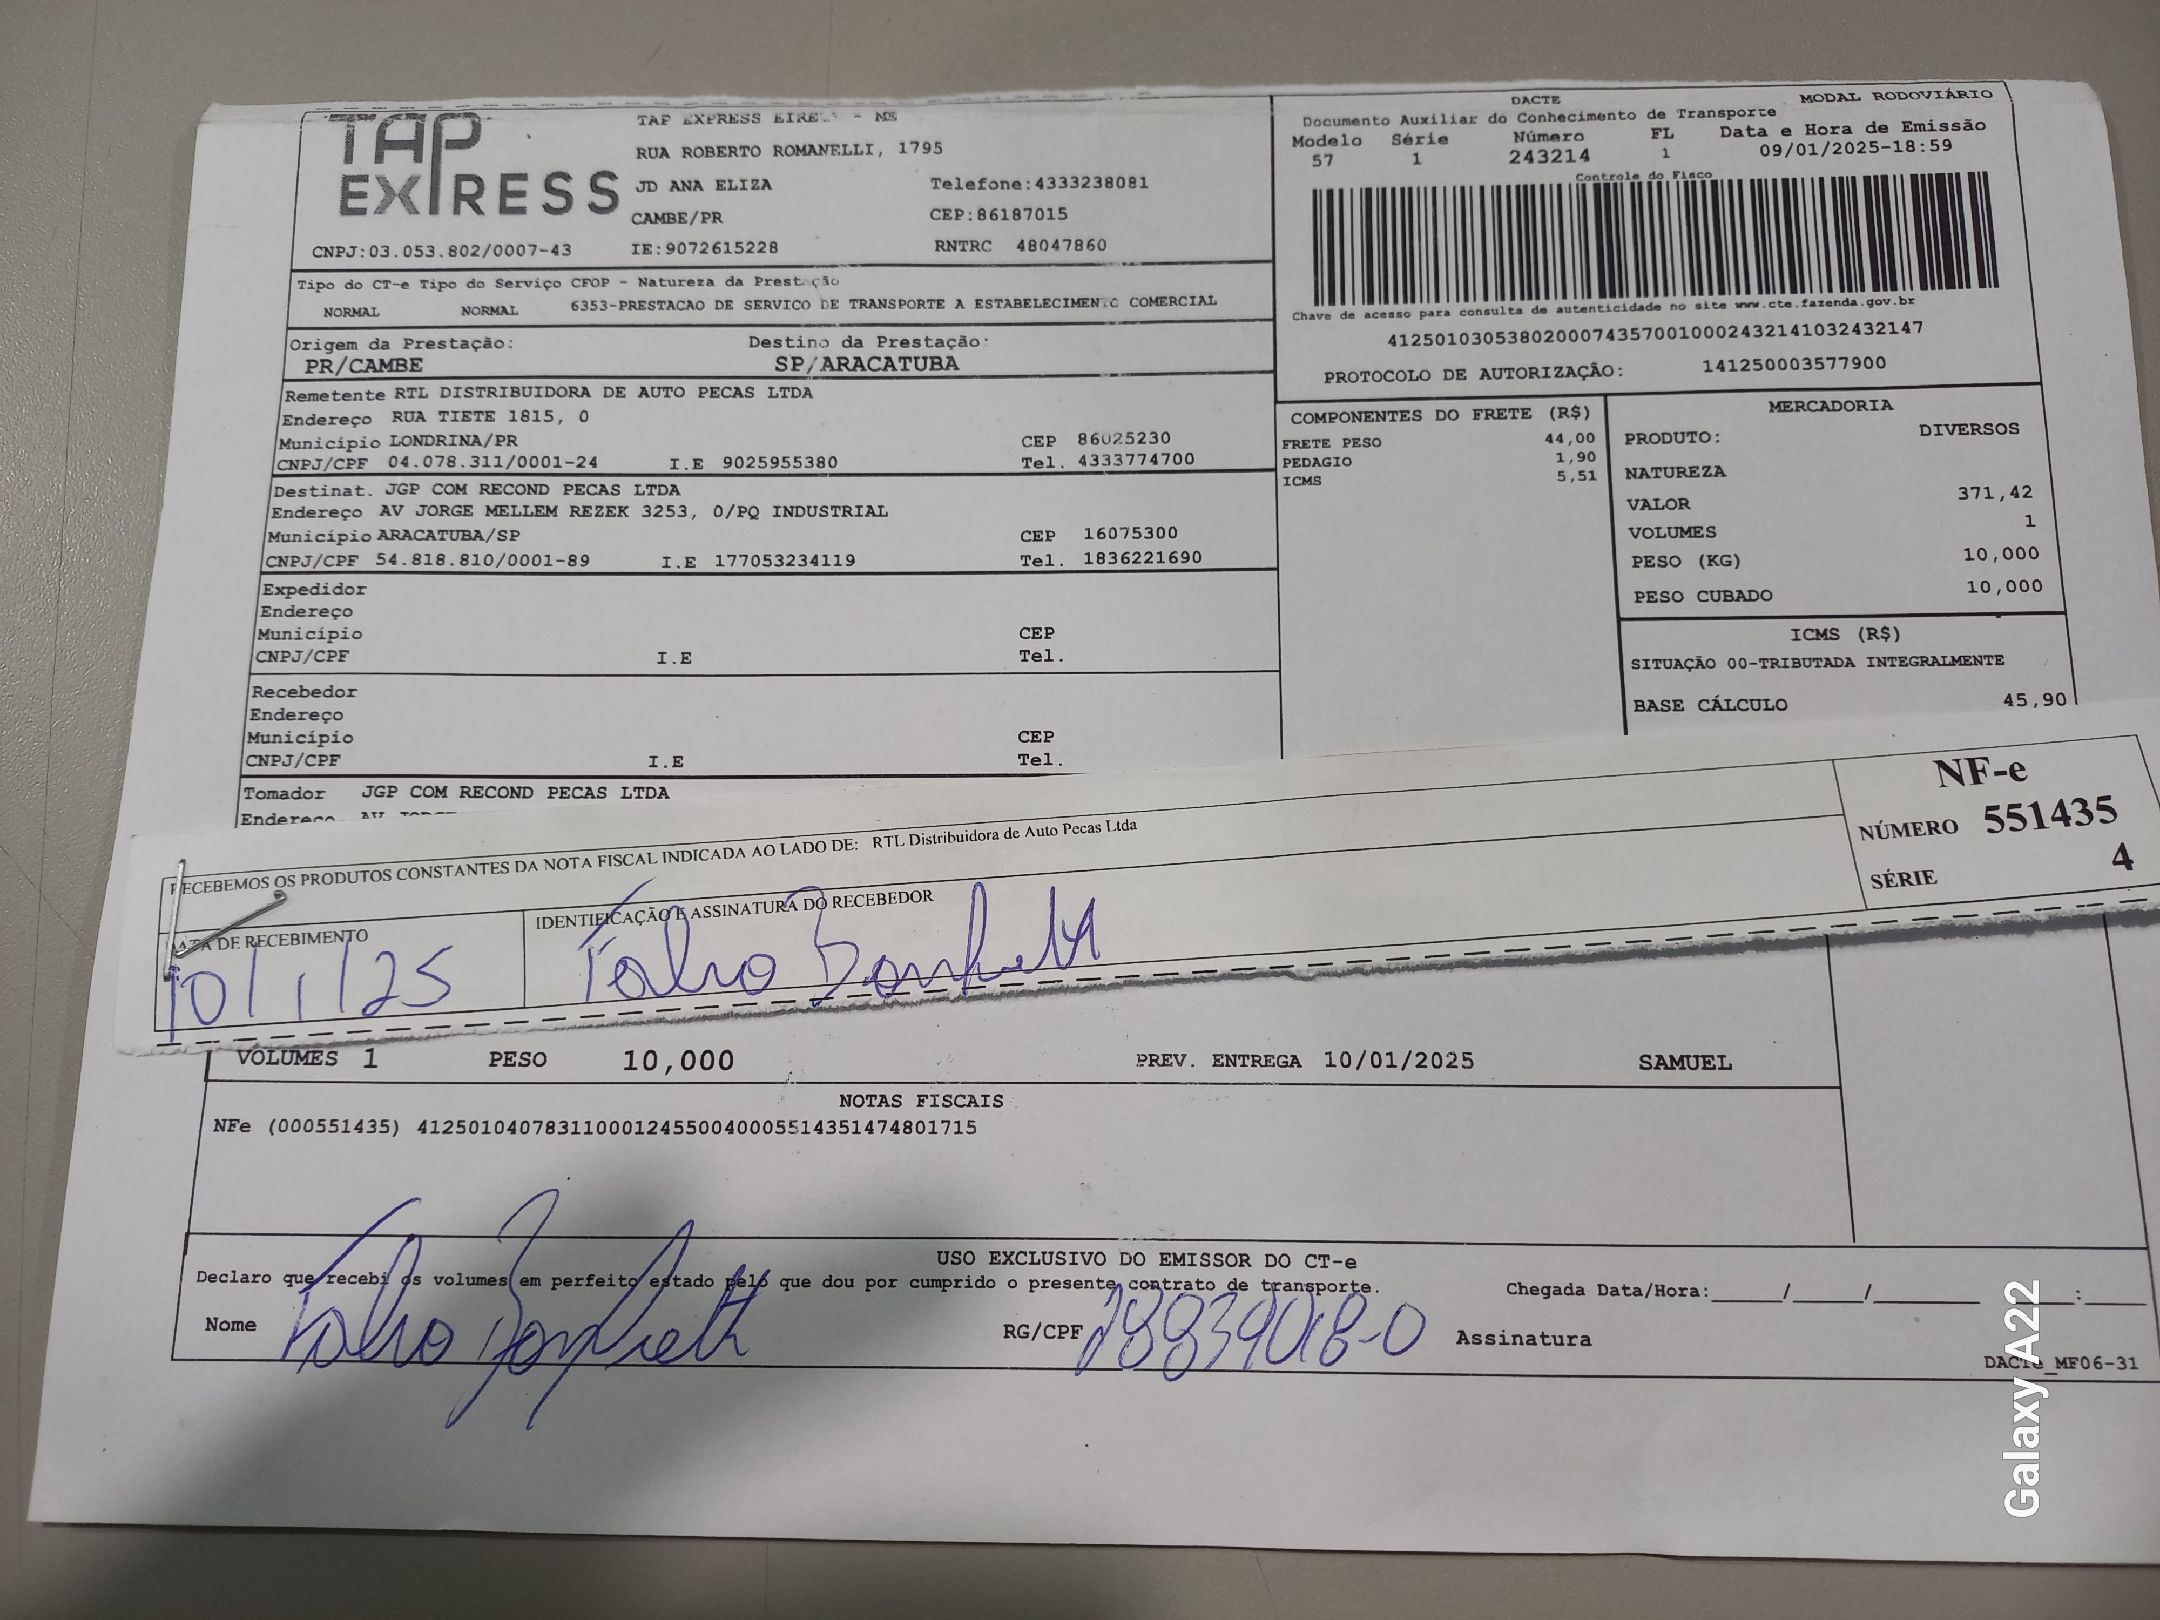 TAP EXPRESS
TAP EXPRESS EIRELI - ME
RUA ROBERTO ROMANELLI, 1795
JD ANA ELIZA Telefone:4333238081
CAMBE/PR CEP:86187015
CNPJ:03.053.802/0007-43 IE:9072615228 RNTRC 48047860
DACTE MODAL RODOVIÁRIO
Documento Auxiliar do Conhecimento de Transporte
Modelo Série Número FL Data e Hora de Emissão
57 1 243214 1 09/01/2025-18:59
Controle do Fisco
Chave de acesso para consulta de autenticidade no site www.cte.fazenda.gov.br
41250103053802000743570010002432141032432147
PROTOCOLO DE AUTORIZAÇÃO: 141250003577900
Tipo do CT-e Tipo do Serviço CFOP - Natureza da Prestação
NORMAL NORMAL 6353-PRESTACAO DE SERVICO DE TRANSPORTE A ESTABELECIMENTO COMERCIAL
Origem da Prestação: Destino da Prestação:
PR/CAMBE SP/ARACATUBA
Remetente RTL DISTRIBUIDORA DE AUTO PECAS LTDA
Endereço RUA TIETE 1815, 0
Município LONDRINA/PR CEP 86025230
CNPJ/CPF 04.078.311/0001-24 I.E 9025955380 Tel. 4333774700
Destinat. JGP COM RECOND PECAS LTDA
Endereço AV JORGE MELLEM REZEK 3253, 0/PQ INDUSTRIAL
Município ARACATUBA/SP CEP 16075300
CNPJ/CPF 54.818.810/0001-89 I.E 177053234119 Tel. 1836221690
Expedidor
Endereço
Município CEP
CNPJ/CPF I.E Tel.
Recebedor
Endereço
Município CEP
CNPJ/CPF I.E Tel.
Tomador JGP COM RECOND PECAS LTDA
Endereço AV
COMPONENTES DO FRETE (R$)
FRETE PESO 44,00
PEDAGIO 1,90
ICMS 5,51
MERCADORIA
PRODUTO: DIVERSOS
NATUREZA
VALOR 371,42
VOLUMES 1
PESO (KG) 10,000
PESO CUBADO 10,000
ICMS (R$)
SITUAÇÃO 00-TRIBUTADA INTEGRALMENTE
BASE CÁLCULO 45,90
RECEBEMOS OS PRODUTOS CONSTANTES DA NOTA FISCAL INDICADA AO LADO DE: RTL Distribuidora de Auto Pecas Ltda
DATA DE RECEBIMENTO IDENTIFICAÇÃO E ASSINATURA DO RECEBEDOR
10/1/25
NF-e
NÚMERO 551435
SÉRIE 4
VOLUMES 1 PESO 10,000 PREV. ENTREGA 10/01/2025 SAMUEL
NOTAS FISCAIS
NFe (000551435) 41250104078311000124550040005514351474801715
USO EXCLUSIVO DO EMISSOR DO CT-e
Declaro que recebi os volumes em perfeito estado pelo que dou por cumprido o presente contrato de transporte.
Chegada Data/Hora:_____/_____/________ ____:____
Nome RG/CPF 28839018-0 Assinatura
DACTe_MF06-31
Galaxy A22